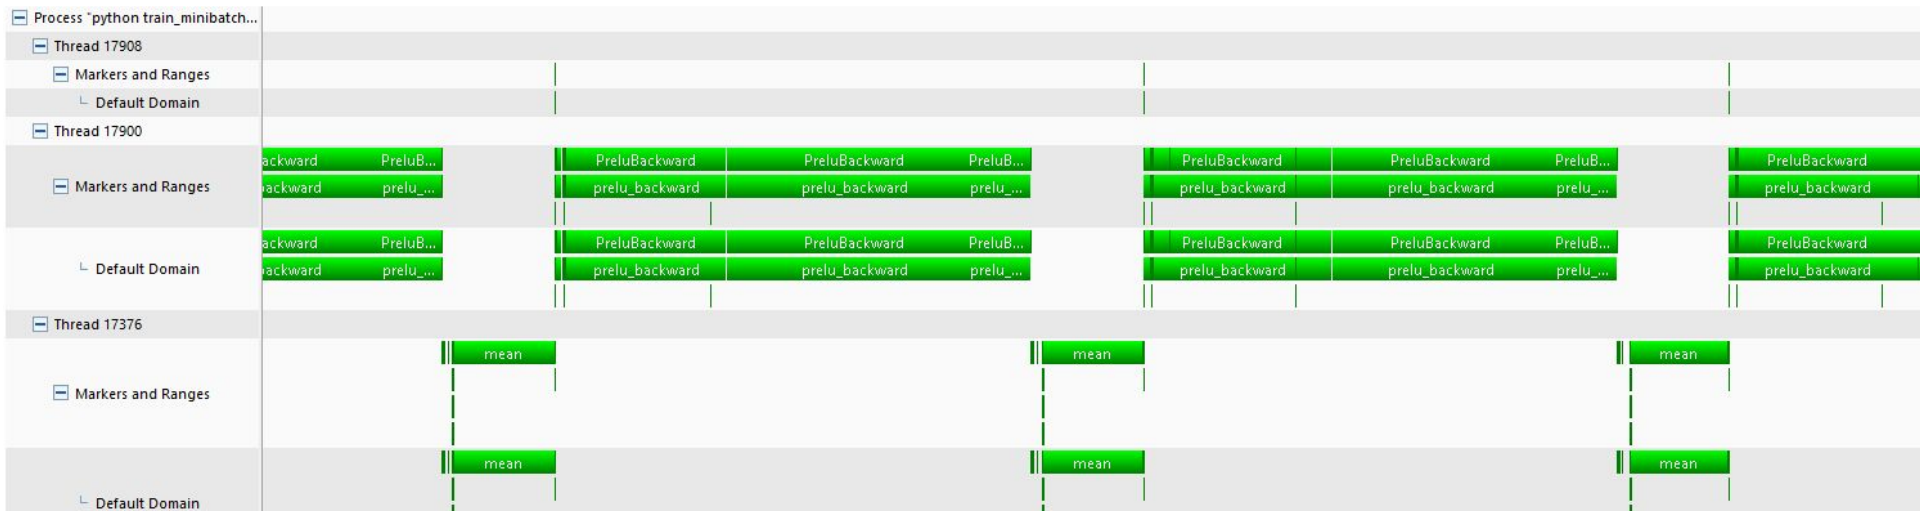 Process "python train_minibatch...
Thread 17908
Markers and Ranges
Default Domain
Thread 17900
ackward PreluB... PreluBackward PreluBackward PreluB... PreluBackward PreluBackward PreluB... PreluBackward
Markers and Ranges
ackward prelu_... prelu_backward prelu_backward prelu_... prelu_backward prelu_backward prelu_... prelu_backward
ackward PreluB... PreluBackward PreluBackward PreluB... PreluBackward PreluBackward PreluB... PreluBackward
Default Domain
ackward prelu_... prelu_backward prelu_backward prelu_... prelu_backward prelu_backward prelu_... prelu_backward
Thread 17376
mean mean mean
Markers and Ranges
mean mean mean
Default Domain